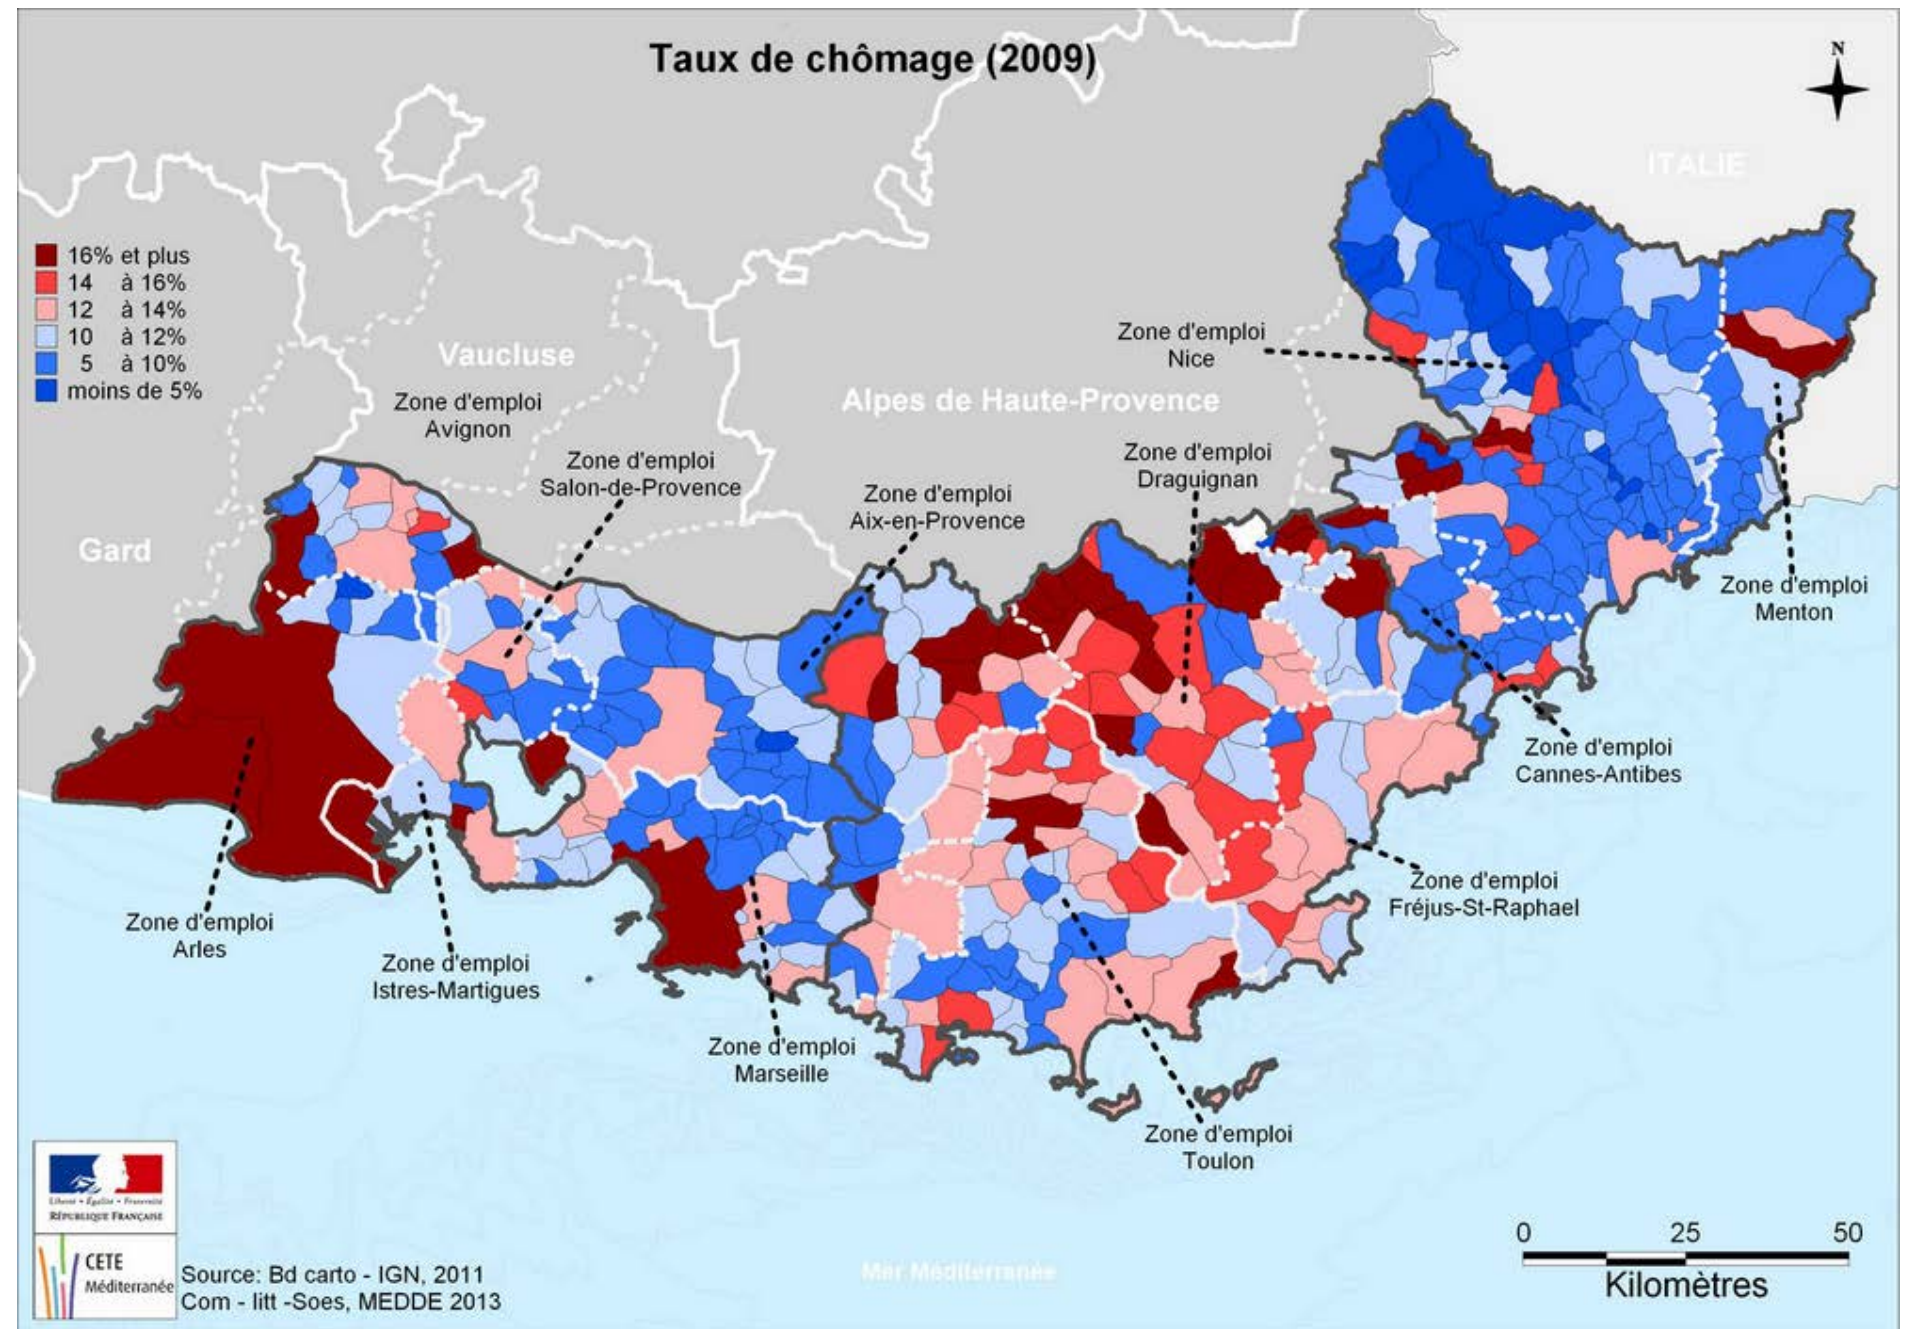 Taux de chômage (2009)
N
ITALIE
16% et plus
14 à 16%
12 à 14%
10 à 12%
5 à 10%
moins de 5%
Vaucluse
Zone d'emploi
Avignon
Zone d'emploi
Salon-de-Provence
Zone d'emploi
Aix-en-Provence
Alpes de Haute-Provence
Zone d'emploi
Nice
Zone d'emploi
Draguignan
Gard
Zone d'emploi
Menton
Zone d'emploi
Cannes-Antibes
Zone d'emploi
Fréjus-St-Raphael
Zone d'emploi
Arles
Zone d'emploi
Istres-Martigues
Zone d'emploi
Marseille
Zone d'emploi
Toulon
Liberté • Égalité • Fraternité
RÉPUBLIQUE FRANÇAISE
CETE
Méditerranée
Source: Bd carto - IGN, 2011
Com - litt -Soes, MEDDE 2013
Mer Méditerranée
0 25 50
Kilomètres